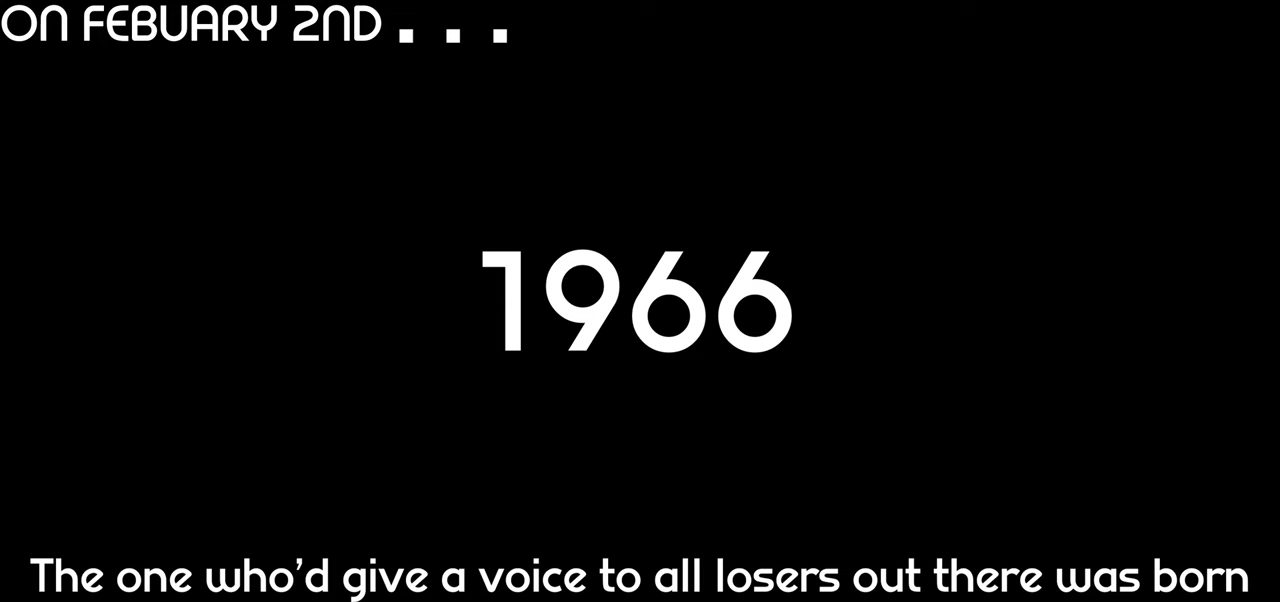 ON FEBUARY 2ND . . .
1966
The one who'd give a voice to all losers out there was born